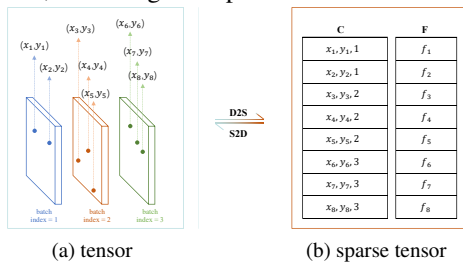 (x₁,y₁)
(x₂,y₂)
(x₃,y₃)
(x₄,y₄)
(x₅,y₅)
(x₆,y₆)
(x₇,y₇)
(x₈,y₈)
batch index = 1
batch index = 2
batch index = 3
D2S
S2D
C F
x₁, y₁, 1 f₁
x₂, y₂, 1 f₂
x₃, y₃, 2 f₃
x₄, y₄, 2 f₄
x₅, y₅, 2 f₅
x₆, y₆, 3 f₆
x₇, y₇, 3 f₇
x₈, y₈, 3 f₈
(a) tensor
(b) sparse tensor